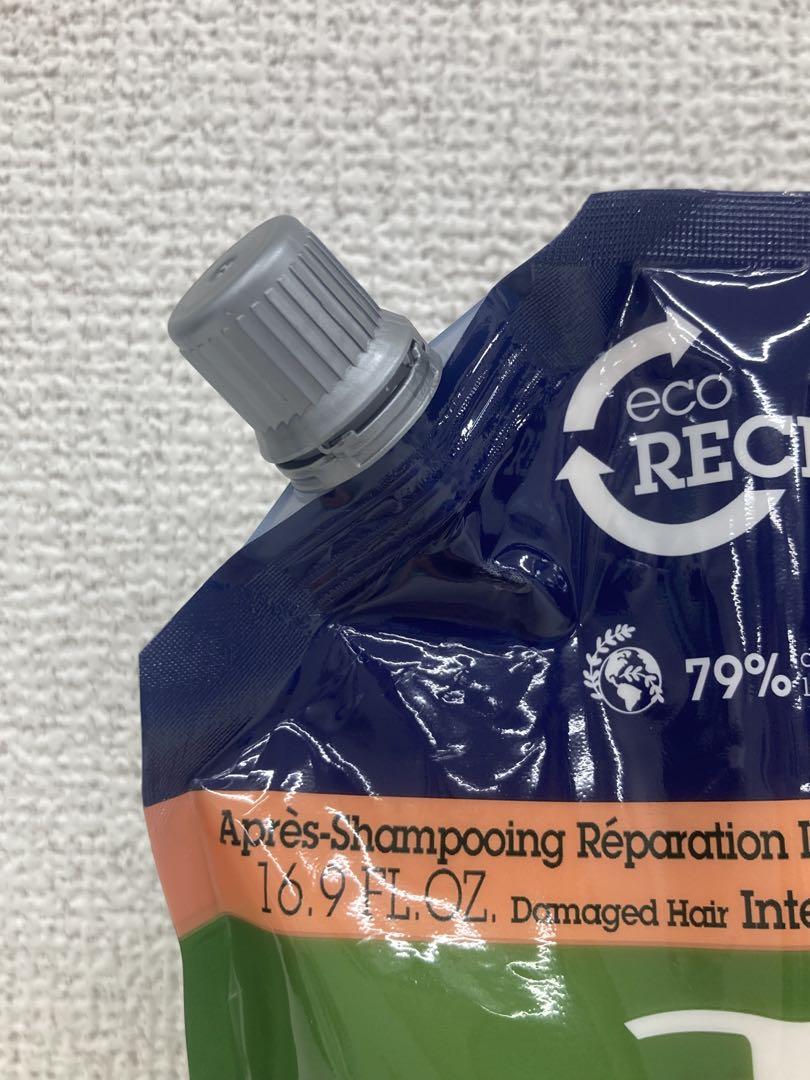 eco
REC
79%
Après-Shampooing Réparation
16.9 FL.OZ. Damaged Hair Inte